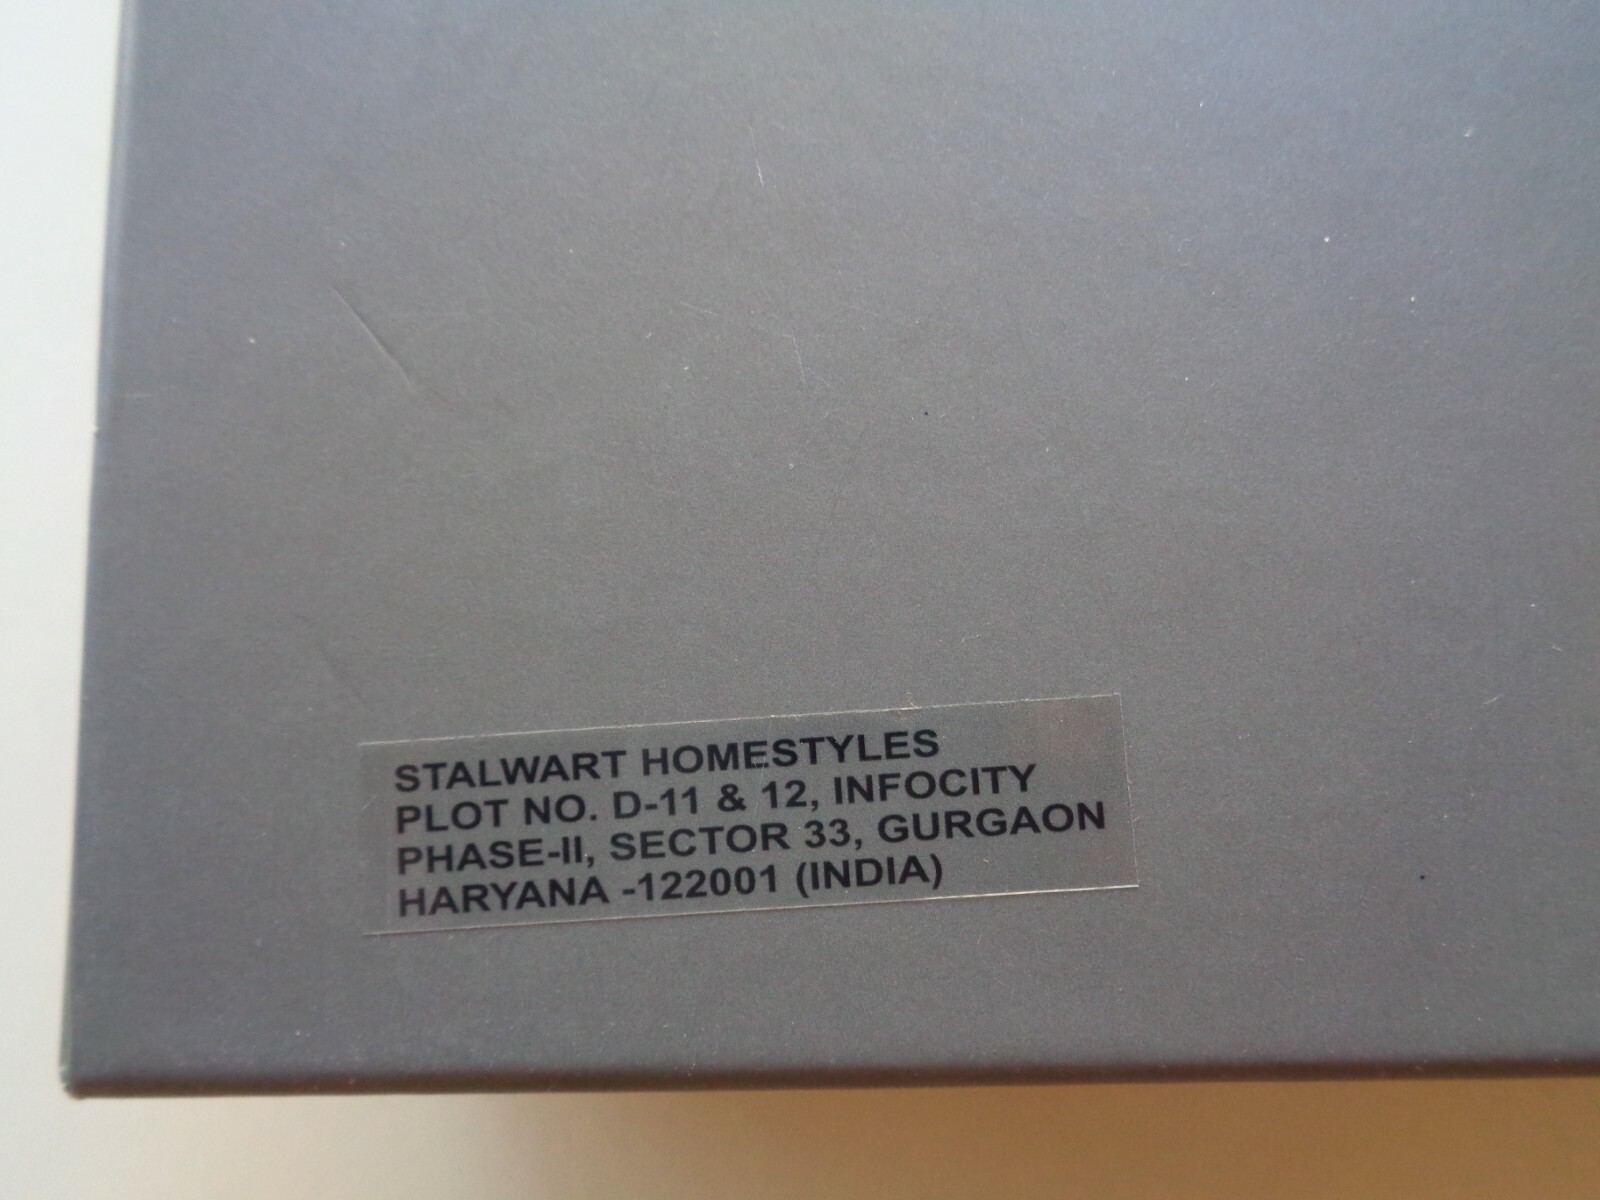 STALWART HOMESTYLES
PLOT NO. D-11 & 12, INFOCITY
PHASE-II, SECTOR 33, GURGAON
HARYANA -122001 (INDIA)